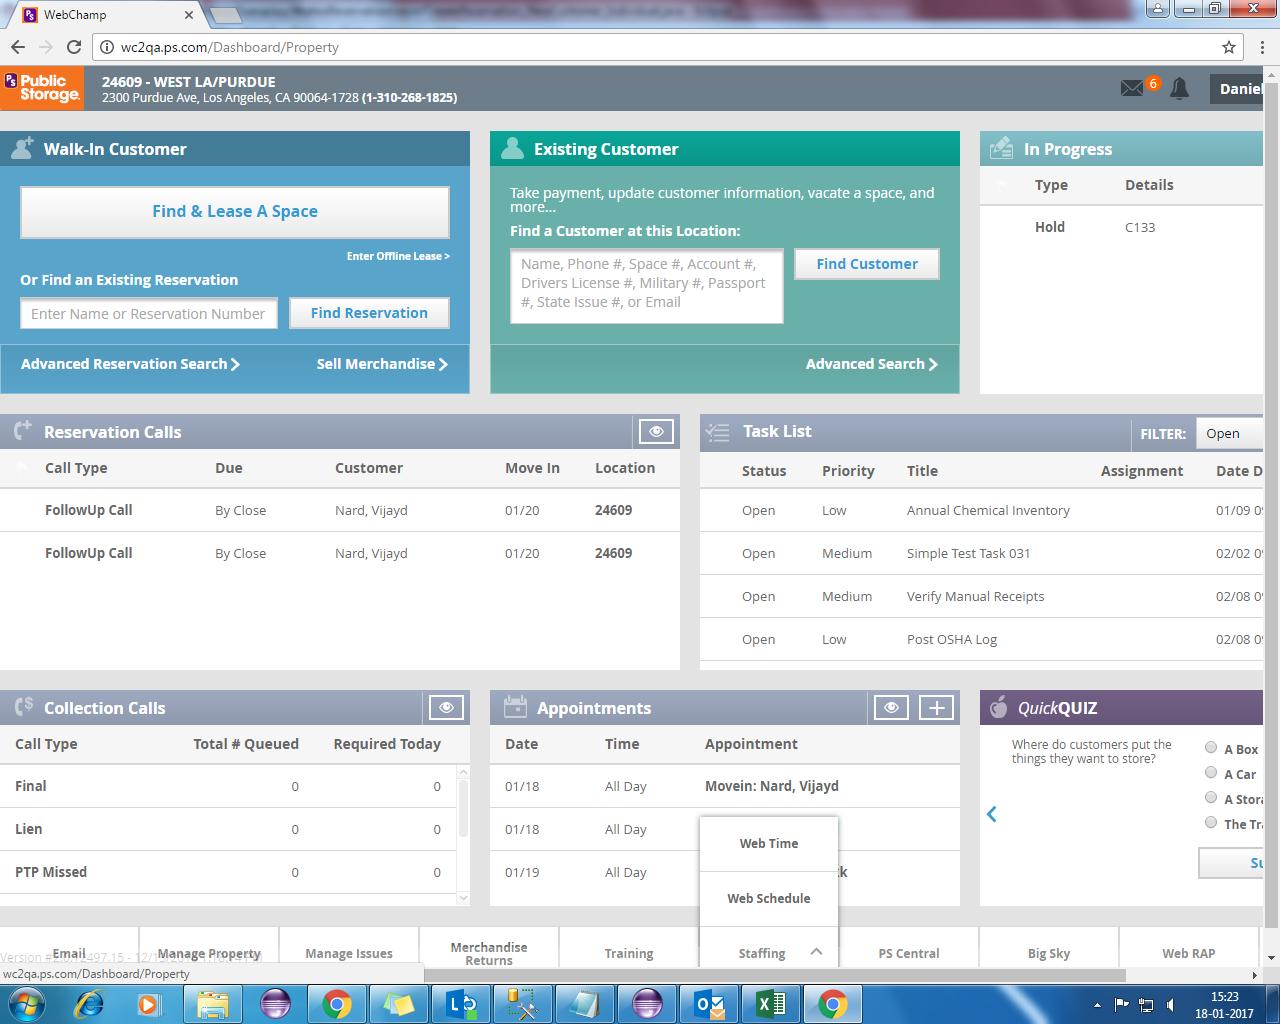 WebChamp
wc2qa.ps.com/Dashboard/Property
PS Public Storage.
24609 - WEST LA/PURDUE
2300 Purdue Ave, Los Angeles, CA 90064-1728 (1-310-268-1825)
6
Daniel
Walk-In Customer
Find & Lease A Space
Enter Offline Lease >
Or Find an Existing Reservation
Enter Name or Reservation Number
Find Reservation
Advanced Reservation Search
Sell Merchandise
Existing Customer
Take payment, update customer information, vacate a space, and
more...
Find a Customer at this Location:
Name, Phone #, Space #, Account #,
Drivers License #, Military #, Passport
#, State Issue #, or Email
Find Customer
Advanced Search
In Progress
Type Details
Hold C133
Reservation Calls
Call Type Due Customer Move In Location
FollowUp Call By Close Nard, Vijayd 01/20 24609
FollowUp Call By Close Nard, Vijayd 01/20 24609
Task List
FILTER: Open
Status Priority Title Assignment Date D
Open Low Annual Chemical Inventory 01/09 0
Open Medium Simple Test Task 031 02/02 0
Open Medium Verify Manual Receipts 02/08 0
Open Low Post OSHA Log 02/08 0
Collection Calls
Call Type Total # Queued Required Today
Final 0 0
Lien 0 0
PTP Missed 0 0
Appointments
Date Time Appointment
01/18 All Day Movein: Nard, Vijayd
01/18 All Day
01/19 All Day
Web Time
Web Schedule
QuickQUIZ
Where do customers put the
things they want to store?
A Box
A Car
A Stora
The Tra
Su
Email
Manage Property
Manage Issues
Merchandise
Returns
Training
Staffing
PS Central
Big Sky
Web RAP
wc2qa.ps.com/Dashboard/Property
15:23
18-01-2017